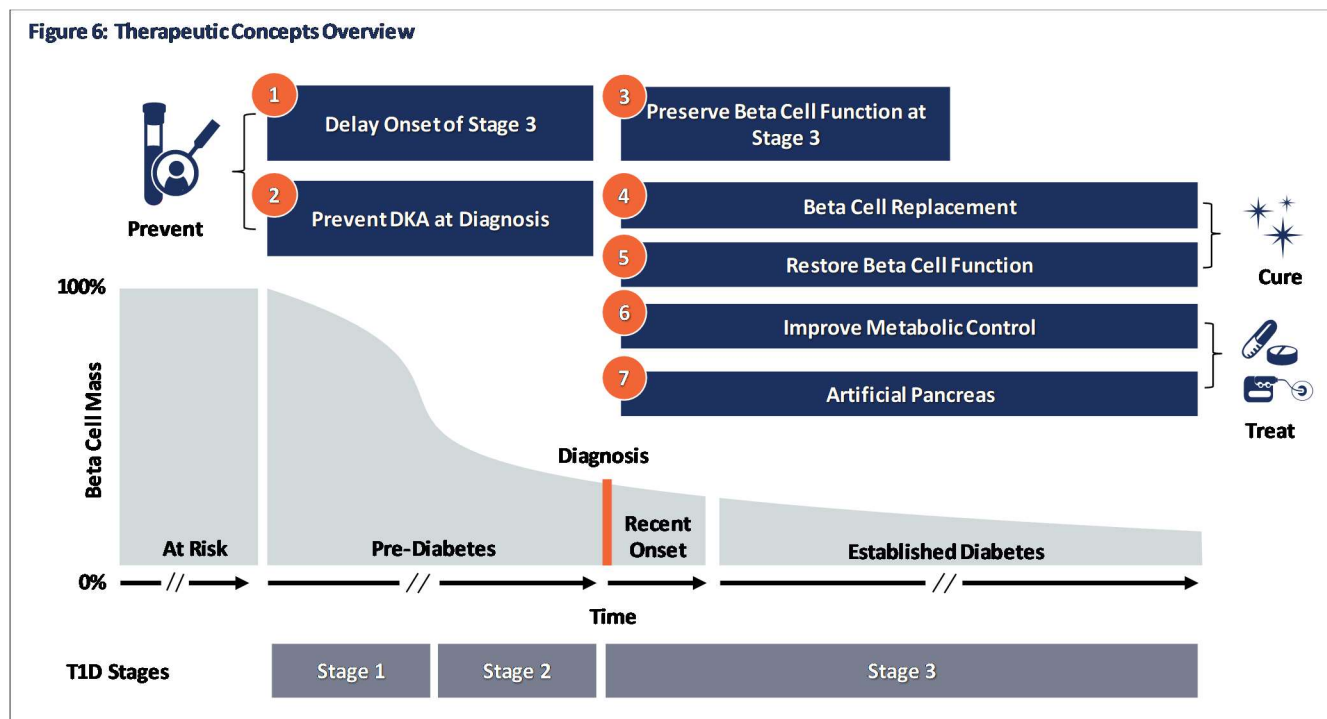 Figure 6: Therapeutic Concepts Overview
1
Delay Onset of Stage 3
2
Prevent DKA at Diagnosis
Prevent
3
Preserve Beta Cell Function at
Stage 3
4
Beta Cell Replacement
5
Restore Beta Cell Function
Cure
6
Improve Metabolic Control
7
Artificial Pancreas
Treat
100%
Beta Cell Mass
0%
Diagnosis
At Risk
Pre-Diabetes
Recent
Onset
Established Diabetes
Time
T1D Stages
Stage 1
Stage 2
Stage 3